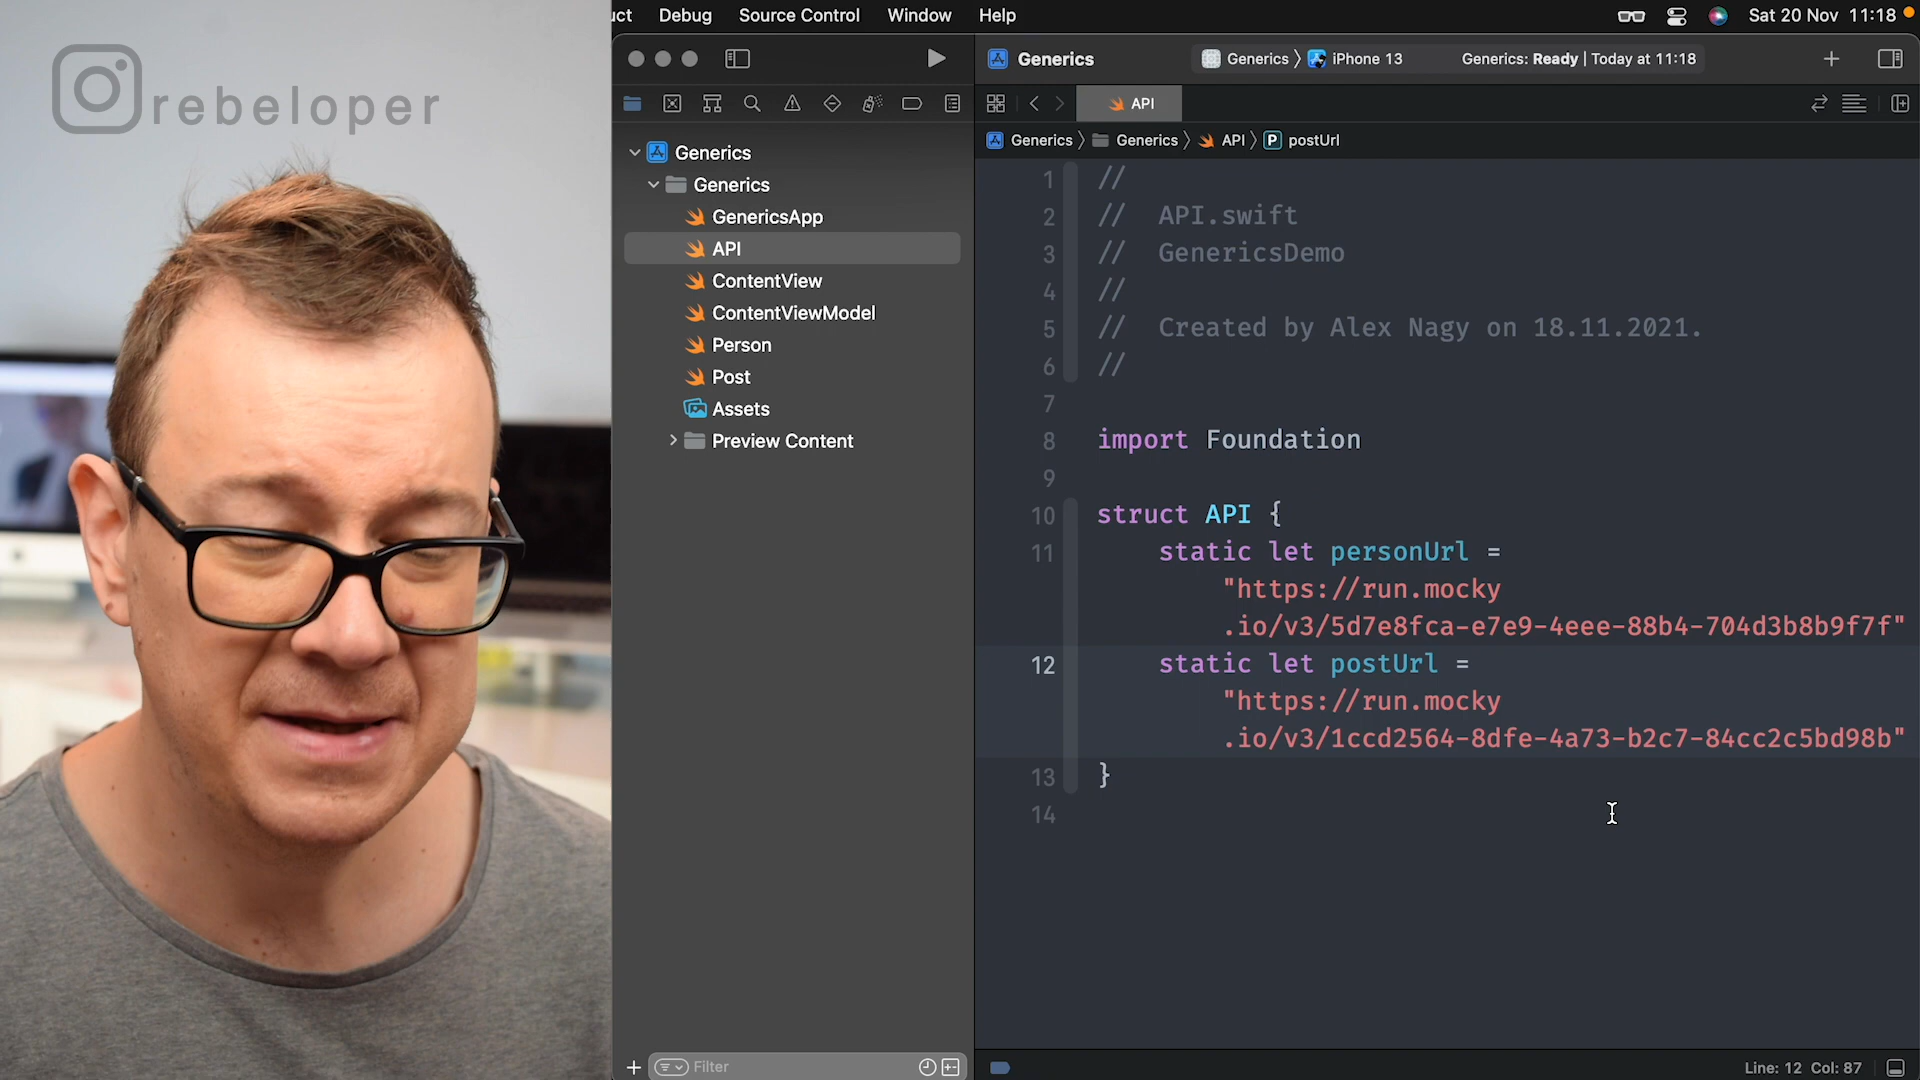 rebeloper
uct Debug Source Control Window Help Sat 20 Nov 11:18
Generics Generics iPhone 13 Generics: Ready | Today at 11:18
API
Generics Generics API P postUrl
Generics
Generics
GenericsApp
API
ContentView
ContentViewModel
Person
Post
Assets
Preview Content
1 //
2 // API.swift
3 // GenericsDemo
4 //
5 // Created by Alex Nagy on 18.11.2021.
6 //
7
8 import Foundation
9
10 struct API {
11 static let personUrl =
"https://run.mocky
.io/v3/5d7e8fca-e7e9-4eee-88b4-704d3b8b9f7f"
12 static let postUrl =
"https://run.mocky
.io/v3/1ccd2564-8dfe-4a73-b2c7-84cc2c5bd98b"
13 }
14
Filter
Line: 12 Col: 87